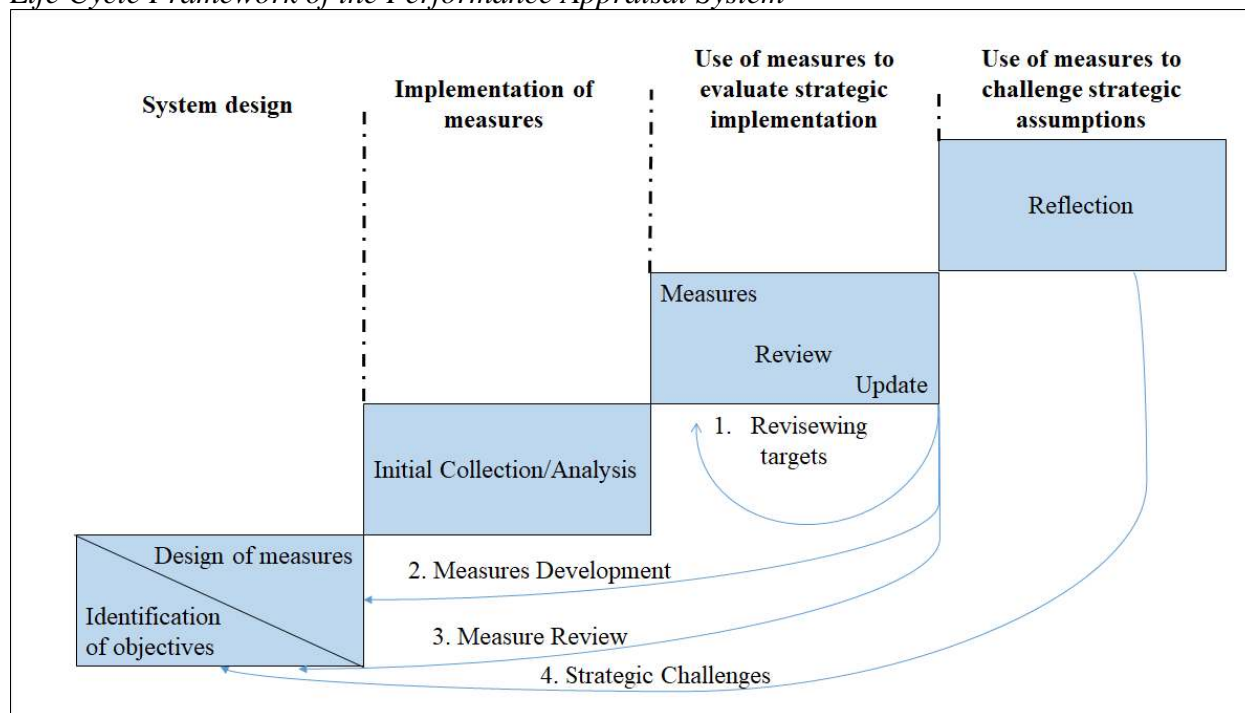 Life Cycle Framework of the Performance Appraisal System
System design
Implementation of
measures
Use of measures to
evaluate strategic
implementation
Use of measures to
challenge strategic
assumptions
Reflection
Measures
Review
Update
1. Revisewing
targets
Initial Collection/Analysis
Design of measures
Identification
of objectives
2. Measures Development
3. Measure Review
4. Strategic Challenges